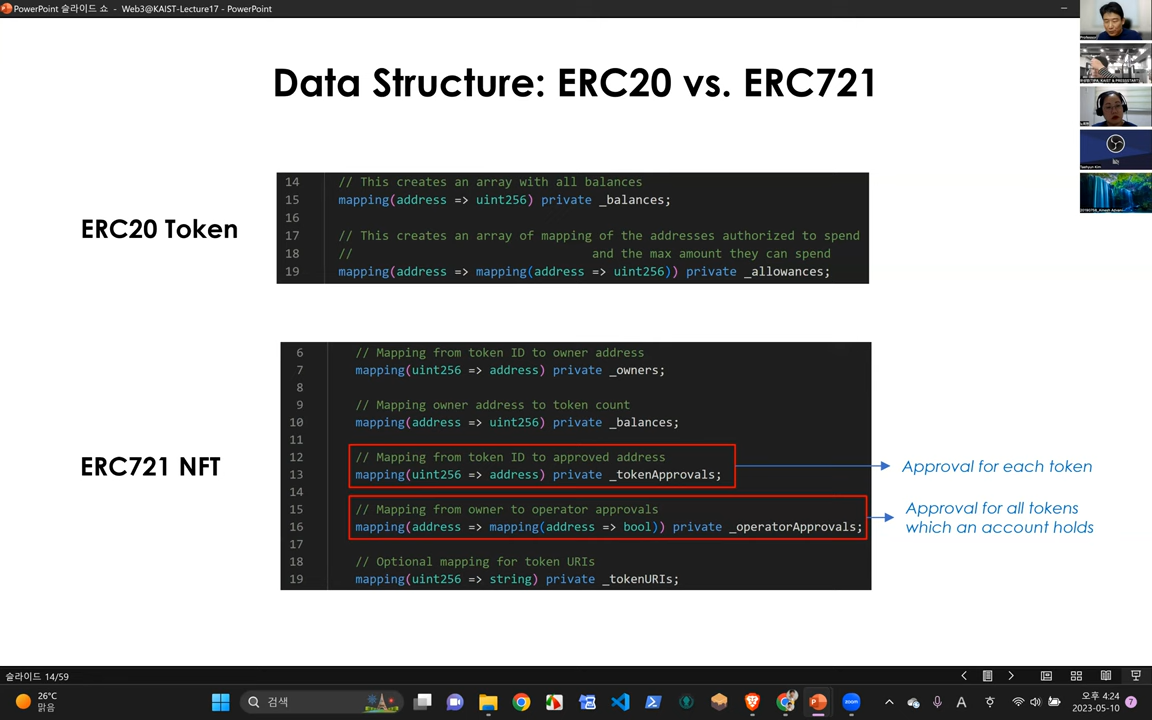 PowerPoint 슬라이드 쇼 - Web3@KAIST-Lecture17 - PowerPoint
Data Structure: ERC20 vs. ERC721
ERC20 Token
14 // This creates an array with all balances
15 mapping(address => uint256) private _balances;
16
17 // This creates an array of mapping of the addresses authorized to spend
18 // and the max amount they can spend
19 mapping(address => mapping(address => uint256)) private _allowances;
ERC721 NFT
6 // Mapping from token ID to owner address
7 mapping(uint256 => address) private _owners;
8
9 // Mapping owner address to token count
10 mapping(address => uint256) private _balances;
11
12 // Mapping from token ID to approved address
13 mapping(uint256 => address) private _tokenApprovals;
14
15 // Mapping from owner to operator approvals
16 mapping(address => mapping(address => bool)) private _operatorApprovals;
17
18 // Optional mapping for token URIs
19 mapping(uint256 => string) private _tokenURIs;
Approval for each token
Approval for all tokens
which an account holds
슬라이드 14/59
26°C
맑음
검색
zoom
A
오후 4:24
2023-05-10
7